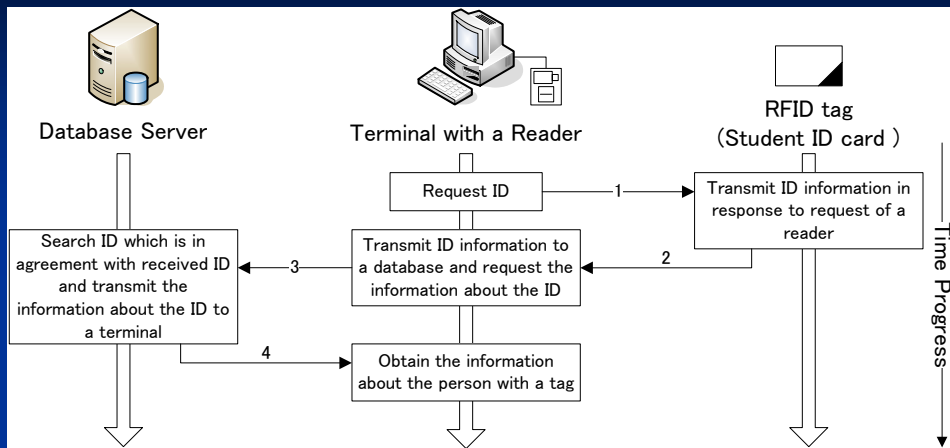 Database Server
Terminal with a Reader
RFID tag
(Student ID card )
Request ID
1
Transmit ID information in
response to request of a
reader
Search ID which is in
agreement with received ID
and transmit the
information about the ID to
a terminal
3
Transmit ID information to
a database and request the
information about the ID
2
4
Obtain the information
about the person with a tag
Time Progress